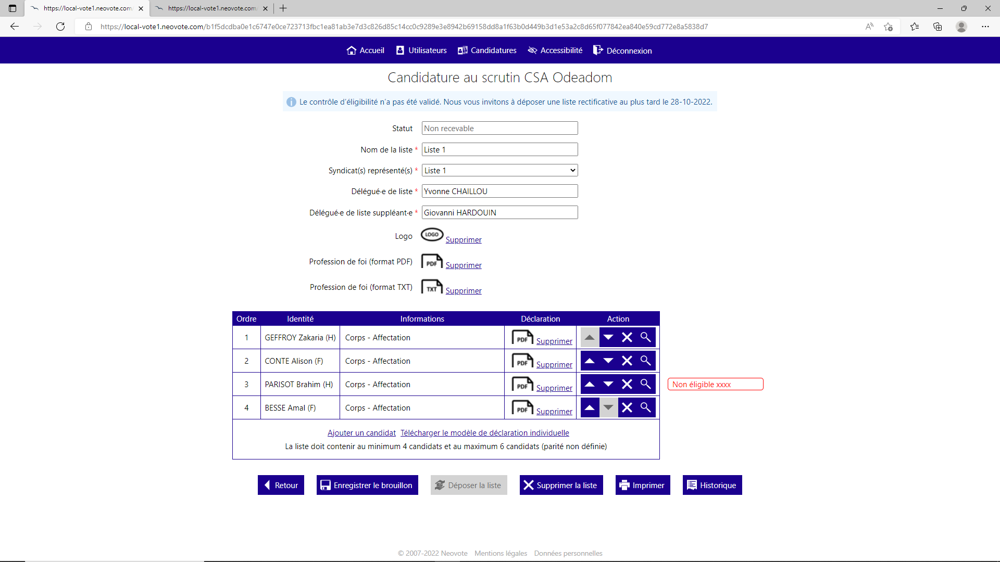 https://local-vote1.neovote.com/
https://local-vote1.neovote.com/
https://local-vote1.neovote.com/b1f5dcdba0e1c6747e0ce723713fbc1ea81ab3e7d3c826d85c14cc0c9289e3e8942b69158dd8a1f63b0d449b3d1e53a2c8d65f077842ea840e59cd772e8a5838d7
Accueil Utilisateurs Candidatures Accessibilité Déconnexion
Candidature au scrutin CSA Odeadom
Le contrôle d'éligibilité n'a pas été validé. Nous vous invitons à déposer une liste rectificative au plus tard le 28-10-2022.
Statut Non recevable
Nom de la liste * Liste 1
Syndicat(s) représenté(s) * Liste 1
Délégué·e de liste * Yvonne CHAILLOU
Délégué·e de liste suppléant·e * Giovanni HARDOUIN
Logo LOGO Supprimer
Profession de foi (format PDF) PDF Supprimer
Profession de foi (format TXT) TXT Supprimer
Ordre Identité Informations Déclaration Action
1 GEFFROY Zakaria (H) Corps - Affectation PDF Supprimer
2 CONTE Alison (F) Corps - Affectation PDF Supprimer
3 PARISOT Brahim (H) Corps - Affectation PDF Supprimer Non éligible xxxx
4 BESSE Amal (F) Corps - Affectation PDF Supprimer
Ajouter un candidat Télécharger le modèle de déclaration individuelle
La liste doit contenir au minimum 4 candidats et au maximum 6 candidats (parité non définie)
Retour Enregistrer le brouillon Déposer la liste Supprimer la liste Imprimer Historique
© 2007-2022 Neovote Mentions légales Données personnelles